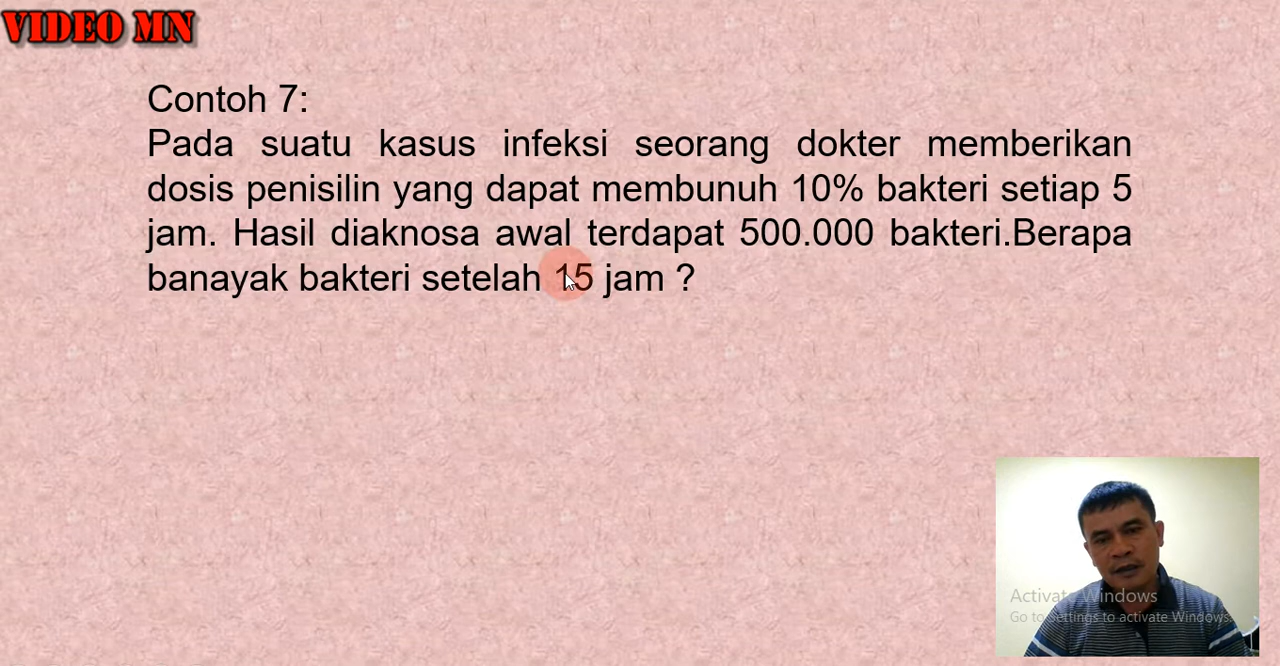 VIDEO MN
Contoh 7:
Pada suatu kasus infeksi seorang dokter memberikan
dosis penisilin yang dapat membunuh 10% bakteri setiap 5
jam. Hasil diaknosa awal terdapat 500.000 bakteri.Berapa
banayak bakteri setelah 15 jam ?
Activate Windows
Go to Settings to activate Windows.